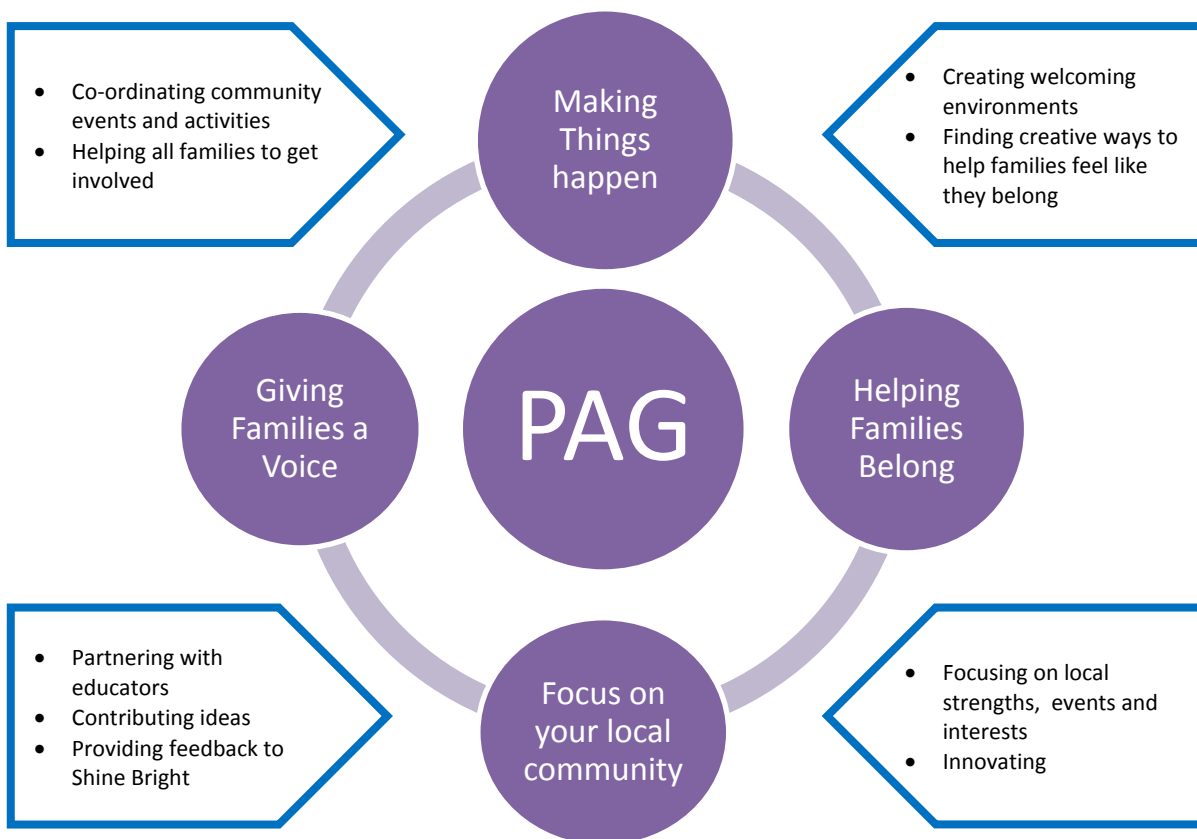 • Co-ordinating community
events and activities
• Helping all families to get
involved
Making
Things
happen
• Creating welcoming
environments
• Finding creative ways to
help families feel like
they belong
Giving
Families a
Voice
PAG
Helping
Families
Belong
• Partnering with
educators
• Contributing ideas
• Providing feedback to
Shine Bright
Focus on
your local
community
• Focusing on local
strengths, events and
interests
• Innovating